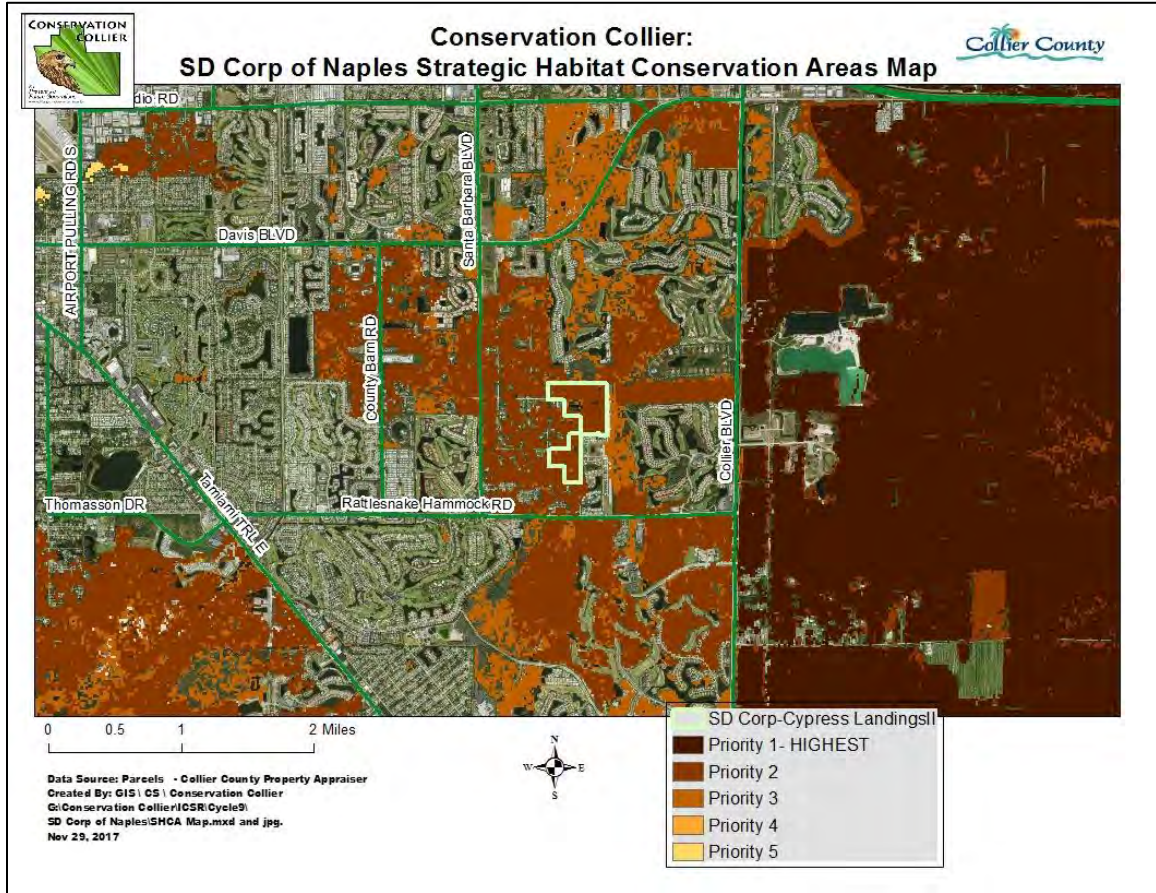 CONSERVATION
COLLIER
Conservation Collier:
SD Corp of Naples Strategic Habitat Conservation Areas Map
Collier County
dio RD
AIRPORT PULLING RD S
Santa Barbara BLVD
Davis BLVD
County Barn RD
Collier BLVD
Tamiami TRL E
Thomasson DR
Rattlesnake Hammock RD
0 0.5 1 2 Miles
N
W E
S
SD Corp-Cypress LandingsII
Priority 1- HIGHEST
Priority 2
Priority 3
Priority 4
Priority 5
Data Source: Parcels - Collier County Property Appraiser
Created By: GIS \ CS \ Conservation Collier
G:\Conservation Collier\ICSR\Cycle9\
SD Corp of Naples\SHCA Map.mxd and jpg.
Nov 29, 2017